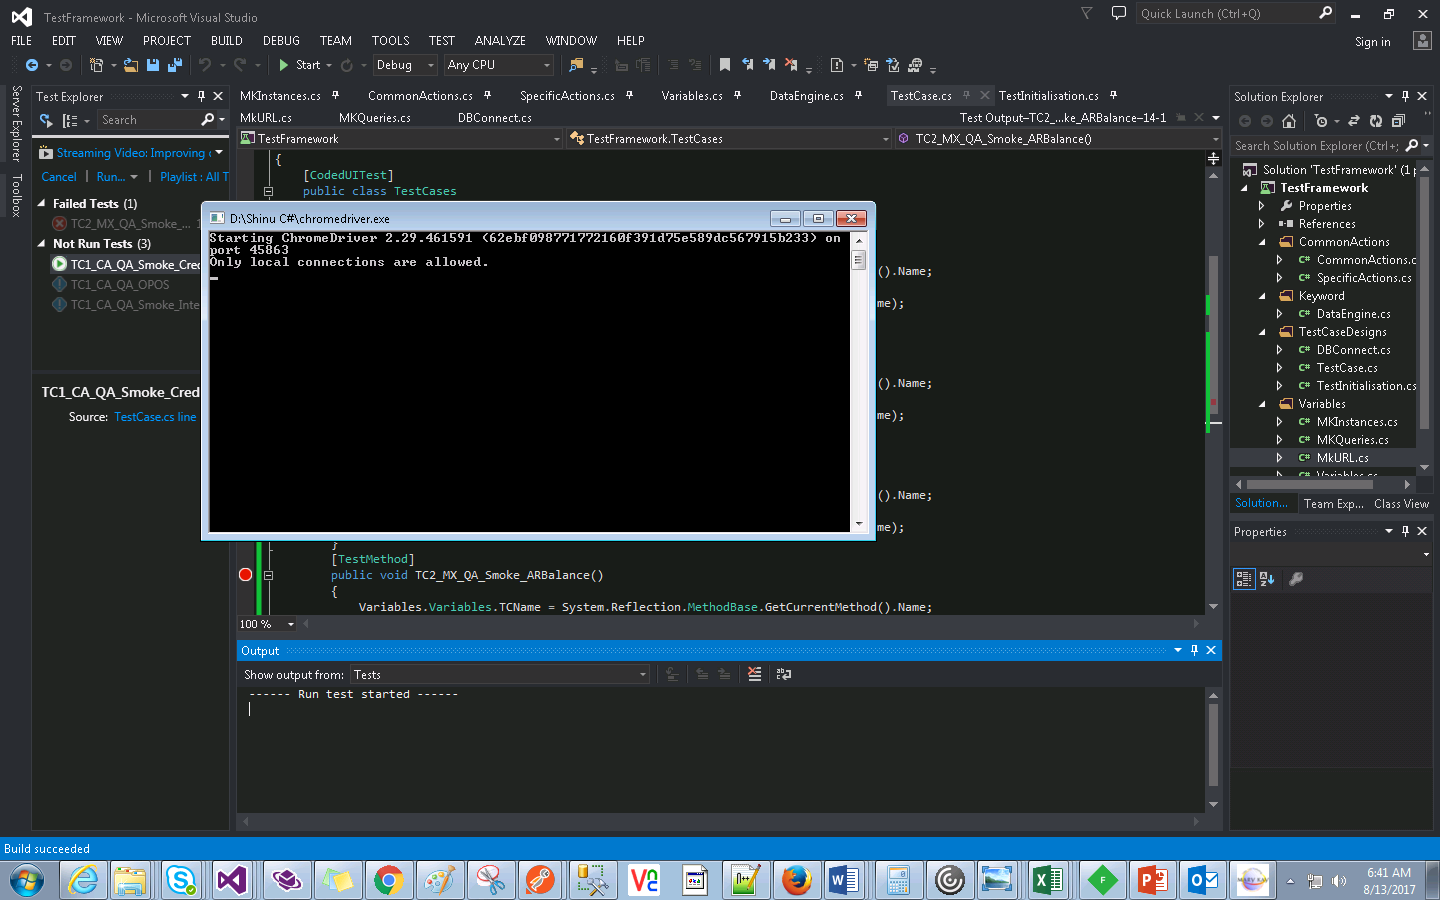 TestFramework - Microsoft Visual Studio
Quick Launch (Ctrl+Q)
FILE EDIT VIEW PROJECT BUILD DEBUG TEAM TOOLS TEST ANALYZE WINDOW HELP
Sign in
Start Debug Any CPU
Server Explorer
Toolbox
Test Explorer
Search
Streaming Video: Improving
Cancel Run... Playlist : All T
Failed Tests (1)
TC2_MX_QA_Smoke_...
Not Run Tests (3)
TC1_CA_QA_Smoke_Cred
TC1_CA_QA_OPOS
TC1_CA_QA_Smoke_Inte
TC1_CA_QA_Smoke_Cred
Source: TestCase.cs line
MKInstances.cs CommonActions.cs SpecificActions.cs Variables.cs DataEngine.cs TestCase.cs TestInitialisation.cs
MkURL.cs MKQueries.cs DBConnect.cs Test Output–TC2_...ke_ARBalance–14-1
TestFramework TestFramework.TestCases TC2_MX_QA_Smoke_ARBalance()
{
[CodedUITest]
public class TestCases
D:\Shinu C#\chromedriver.exe
Starting ChromeDriver 2.29.461591 (62ebf098771772160f391d75e589dc567915b233) on
port 45863
Only local connections are allowed.
().Name;
me);
().Name;
me);
().Name;
me);
}
[TestMethod]
public void TC2_MX_QA_Smoke_ARBalance()
{
Variables.Variables.TCName = System.Reflection.MethodBase.GetCurrentMethod().Name;
100 %
Output
Show output from: Tests
------ Run test started ------
Solution Explorer
Search Solution Explorer (Ctrl+;
Solution 'TestFramework' (1 p
TestFramework
Properties
References
CommonActions
CommonActions.c
SpecificActions.cs
Keyword
DataEngine.cs
TestCaseDesigns
DBConnect.cs
TestCase.cs
TestInitialisation.cs
Variables
MKInstances.cs
MKQueries.cs
MkURL.cs
Variables.cs
Solution... Team Exp... Class View
Properties
Build succeeded
6:41 AM
8/13/2017